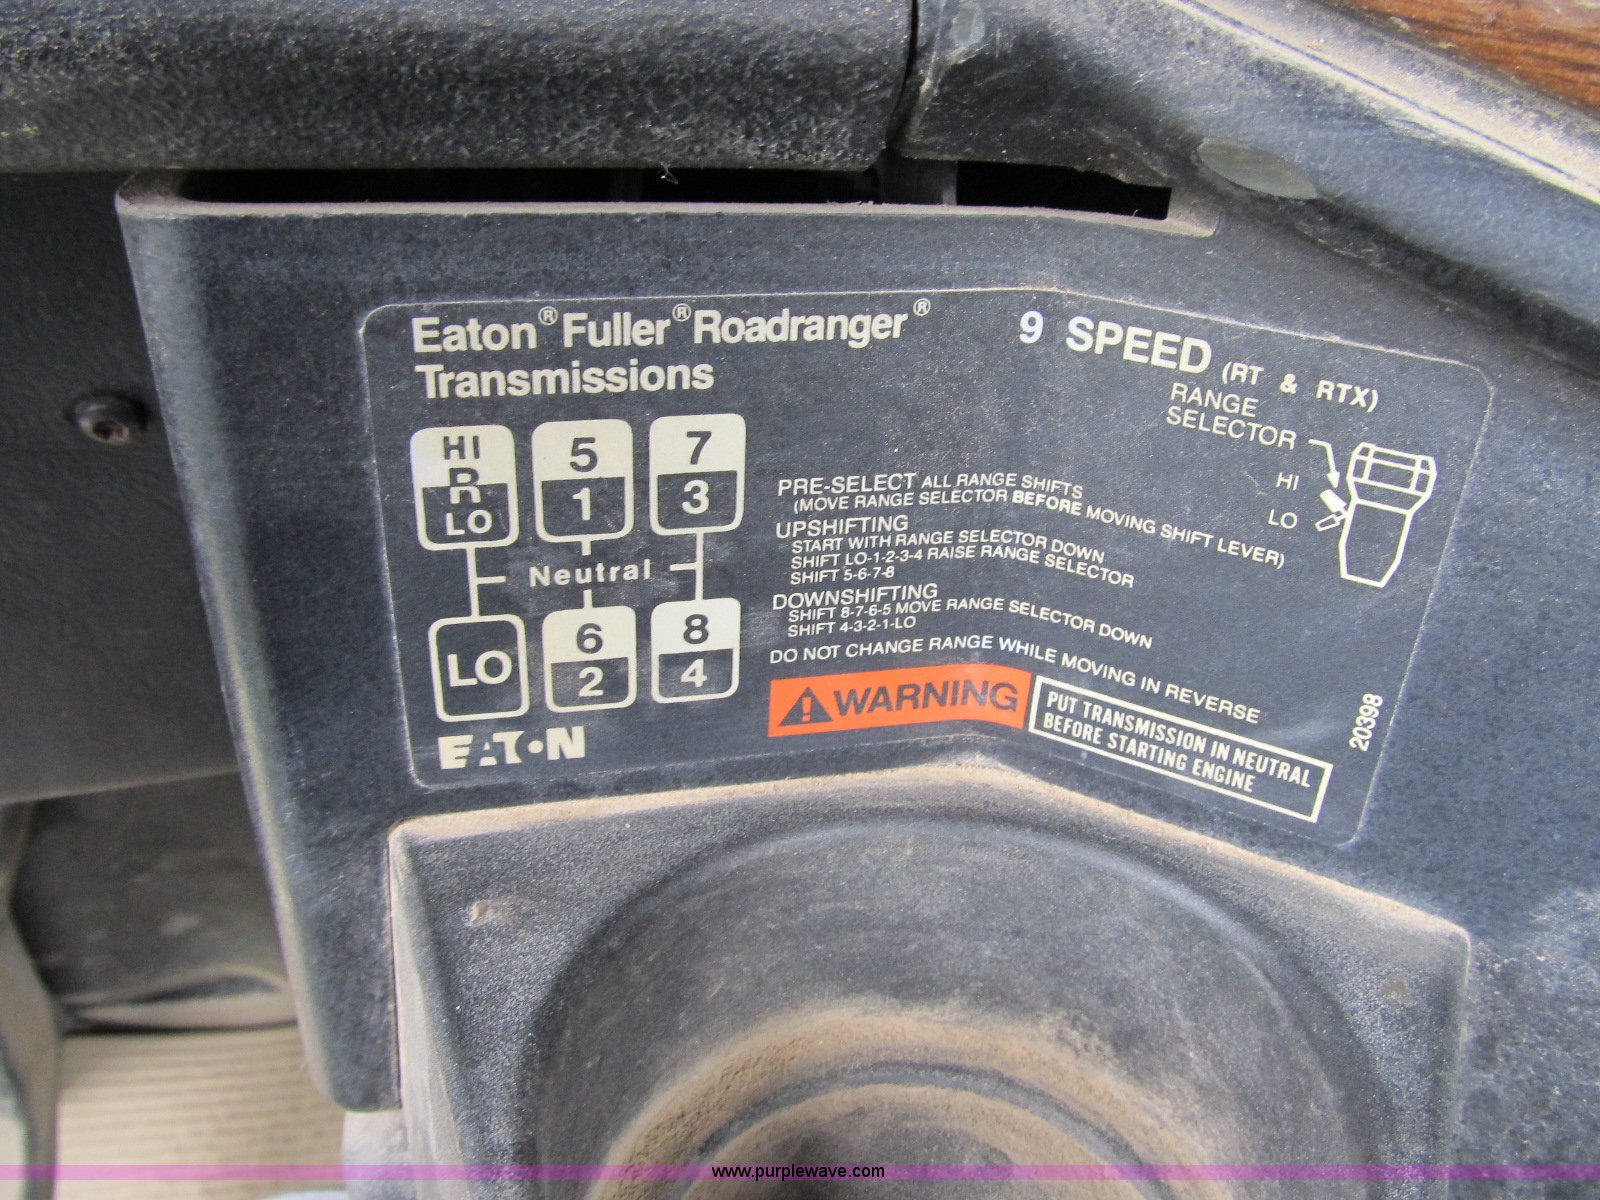 Eaton® Fuller® Roadranger®
Transmissions
9 SPEED (RT & RTX)
RANGE
SELECTOR
HI
LO
HI
R
LO
5
1
7
3
Neutral
LO
6
2
8
4
PRE-SELECT ALL RANGE SHIFTS
(MOVE RANGE SELECTOR BEFORE MOVING SHIFT LEVER)
UPSHIFTING
START WITH RANGE SELECTOR DOWN
SHIFT LO-1-2-3-4 RAISE RANGE SELECTOR
SHIFT 5-6-7-8
DOWNSHIFTING
SHIFT 8-7-6-5 MOVE RANGE SELECTOR DOWN
SHIFT 4-3-2-1-LO
DO NOT CHANGE RANGE WHILE MOVING IN REVERSE
WARNING
PUT TRANSMISSION IN NEUTRAL
BEFORE STARTING ENGINE
20398
EAT•N
www.purplewave.com